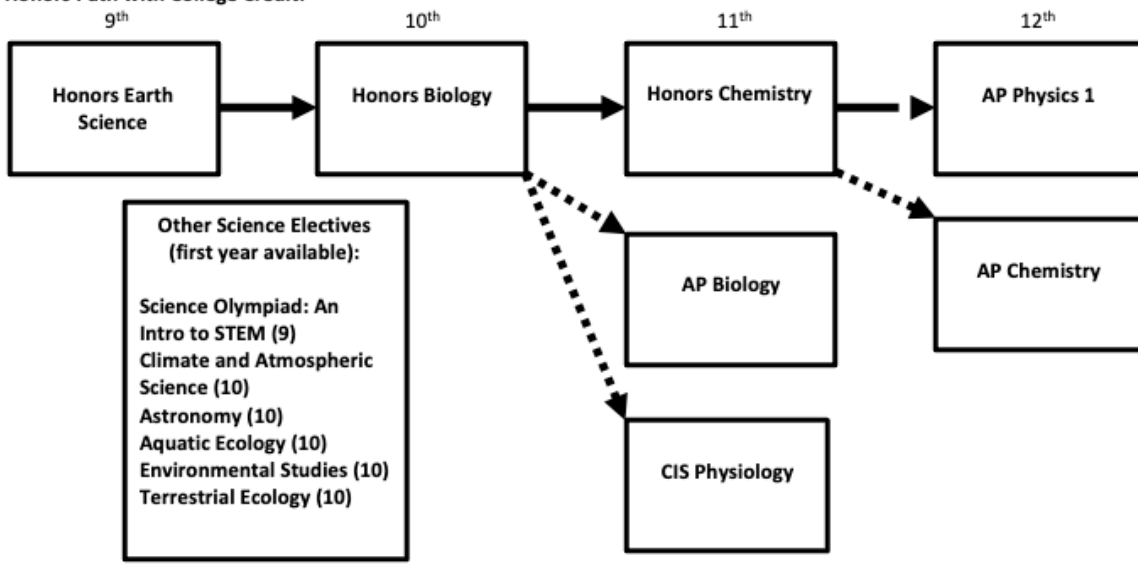 9th
10th
11th
12th
Honors Earth
Science
Honors Biology
Honors Chemistry
AP Physics 1
Other Science Electives
(first year available):
Science Olympiad: An
Intro to STEM (9)
Climate and Atmospheric
Science (10)
Astronomy (10)
Aquatic Ecology (10)
Environmental Studies (10)
Terrestrial Ecology (10)
AP Biology
AP Chemistry
CIS Physiology